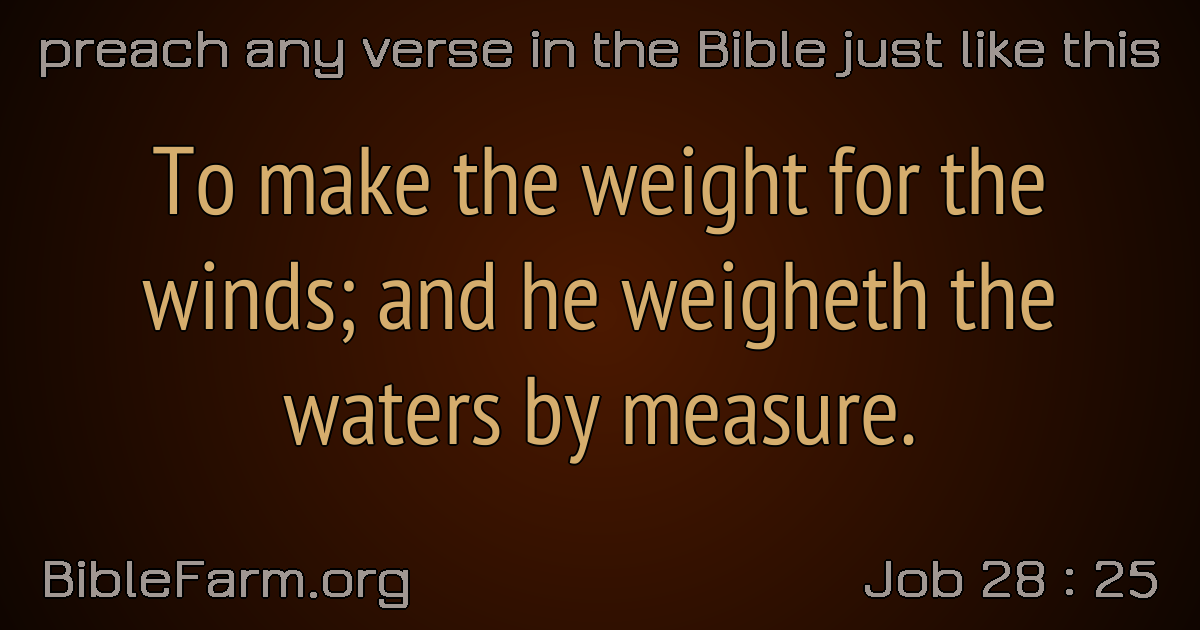 preach any verse in the Bible just like this
To make the weight for the
winds; and he weigheth the
waters by measure.
BibleFarm.org
Job 28 : 25